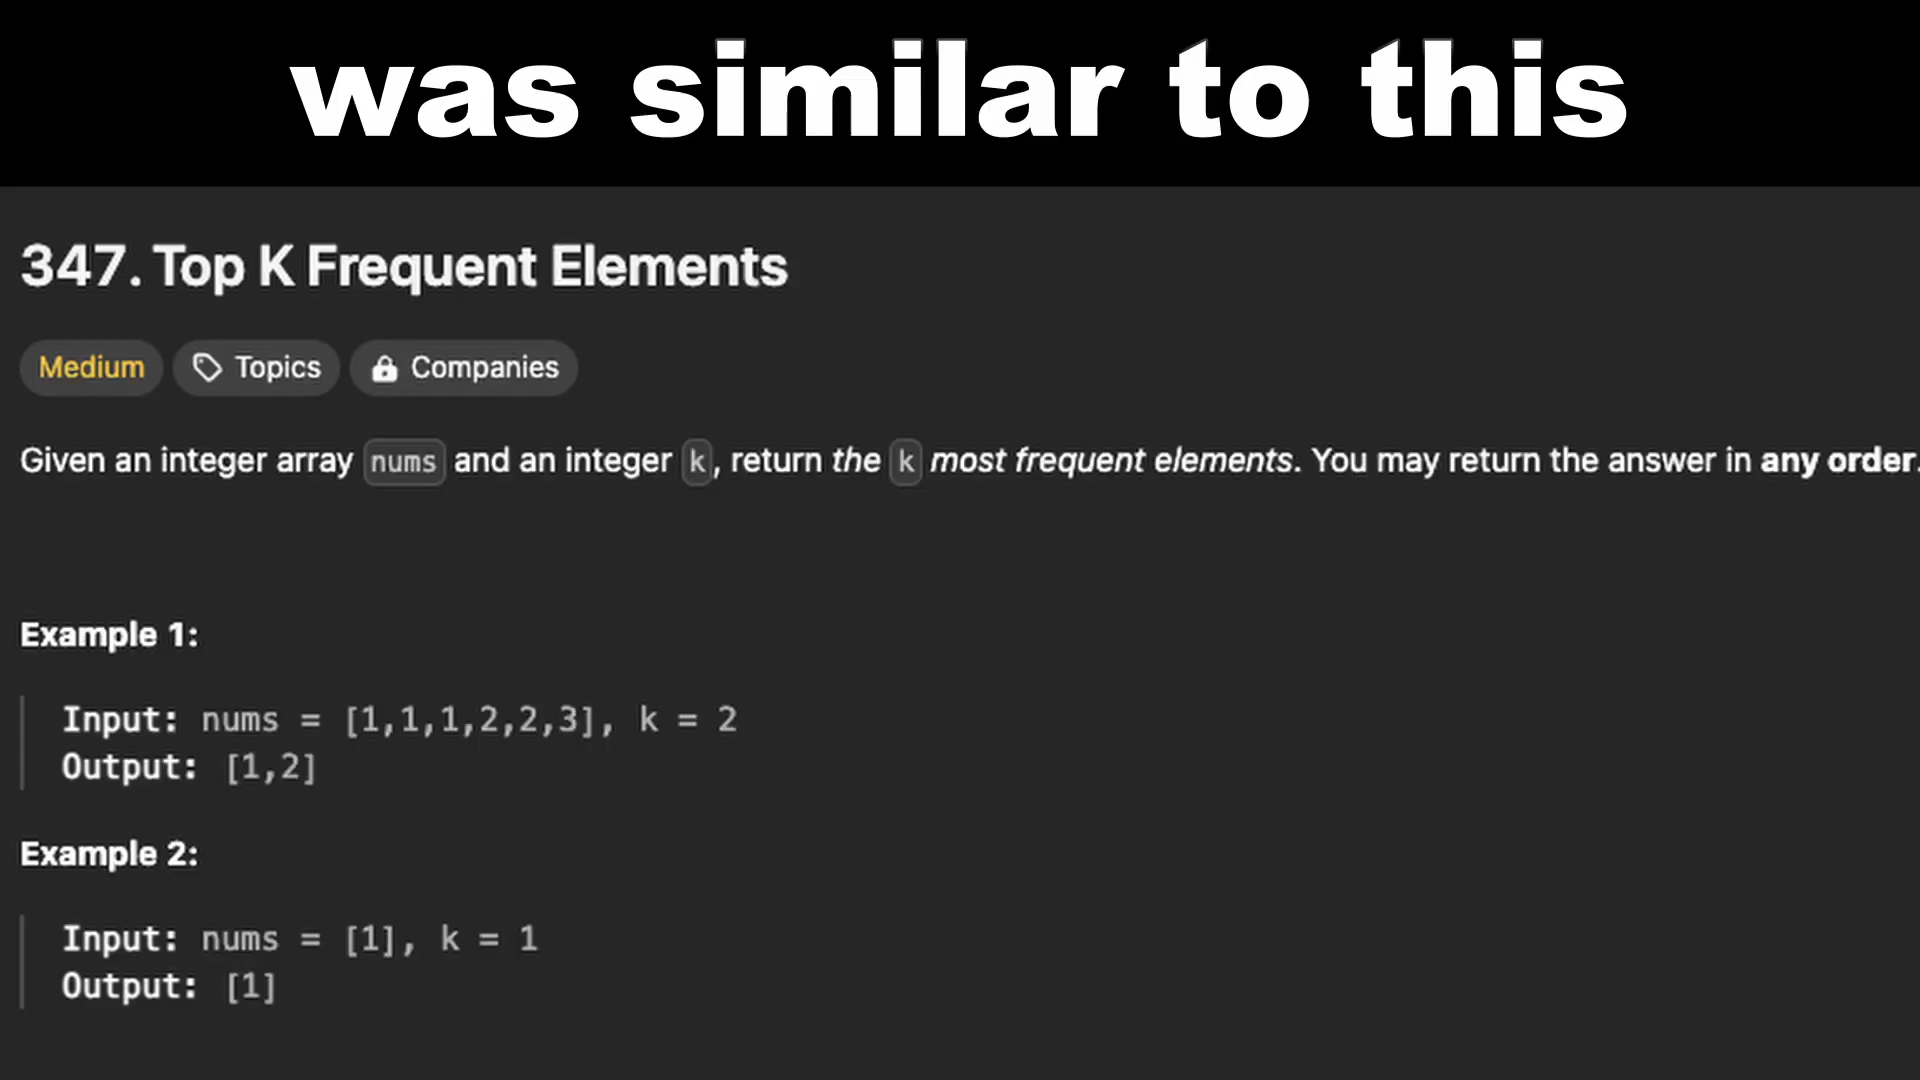 was similar to this
347. Top K Frequent Elements
Medium Topics Companies
Given an integer array nums and an integer k, return the k most frequent elements. You may return the answer in any order.
Example 1:
Input: nums = [1,1,1,2,2,3], k = 2
Output: [1,2]
Example 2:
Input: nums = [1], k = 1
Output: [1]